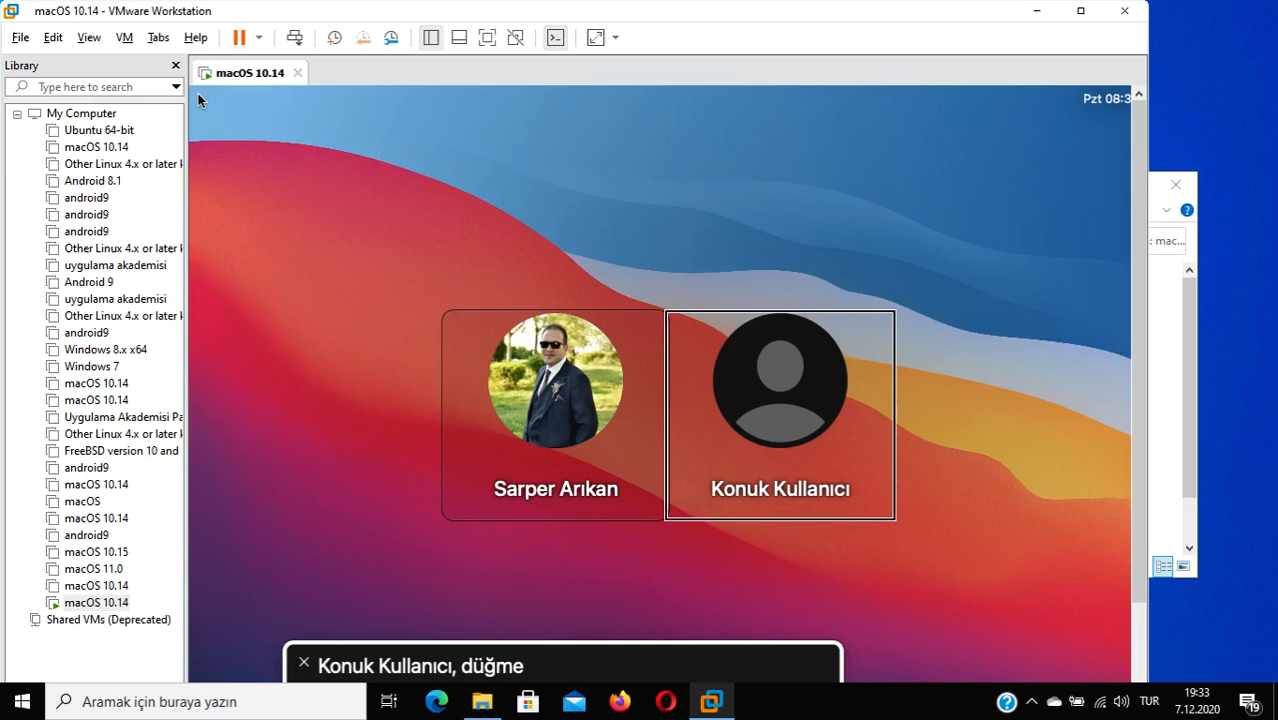 macOS 10.14 - VMware Workstation
File Edit View VM Tabs Help
Library
Type here to search
macOS 10.14
My Computer
Ubuntu 64-bit
macOS 10.14
Other Linux 4.x or later k
Android 8.1
android9
android9
android9
Other Linux 4.x or later k
uygulama akademisi
Android 9
uygulama akademisi
Other Linux 4.x or later k
android9
Windows 8.x x64
Windows 7
macOS 10.14
macOS 10.14
Uygulama Akademisi Pa
Other Linux 4.x or later k
FreeBSD version 10 and
android9
macOS 10.14
macOS
macOS 10.14
android9
macOS 10.15
macOS 11.0
macOS 10.14
macOS 10.14
Shared VMs (Deprecated)
Pzt 08:3
: mac...
Sarper Arıkan
Konuk Kullanıcı
Konuk Kullanıcı, düğme
Aramak için buraya yazın
TUR
19:33
7.12.2020
19